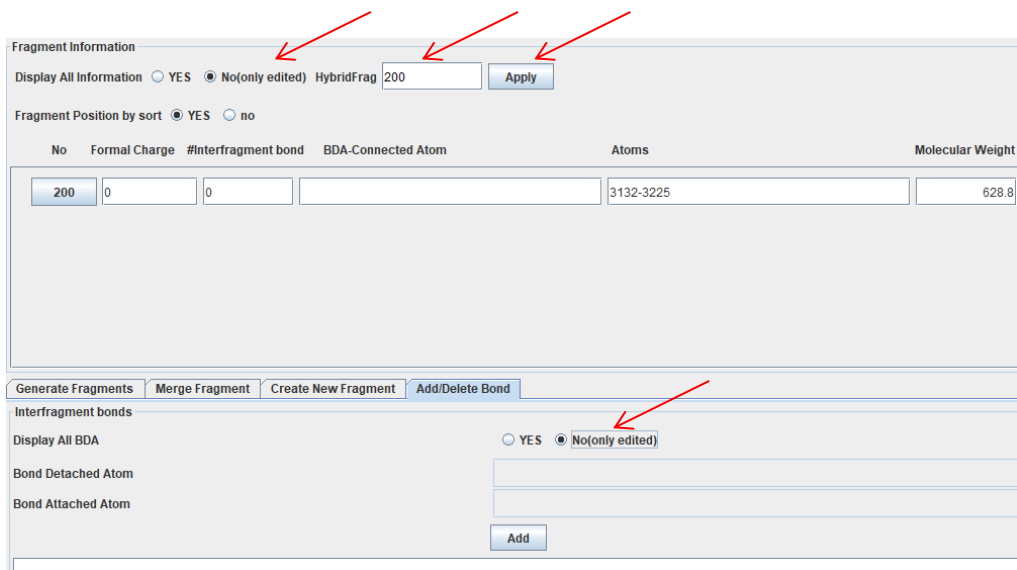 Fragment Information
Display All Information YES No(only edited) HybridFrag 200 Apply
Fragment Position by sort YES no
No Formal Charge #Interfragment bond BDA-Connected Atom Atoms Molecular Weight
200 0 0 3132-3225 628.8
Generate Fragments Merge Fragment Create New Fragment Add/Delete Bond
Interfragment bonds
Display All BDA YES No(only edited)
Bond Detached Atom
Bond Attached Atom
Add